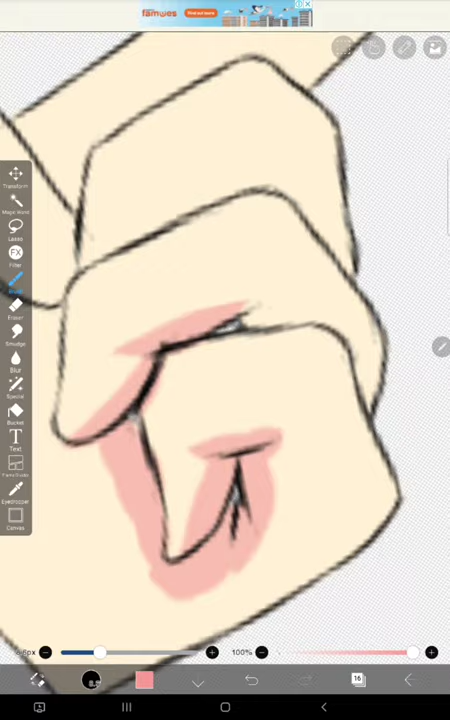 famwes
Transform
Magic Wand
Lasso
FX
Filter
Eraser
Smudge
Blur
Special
Bucket
T
Text
Frame Divider
Eyedropper
Canvas
100%
16